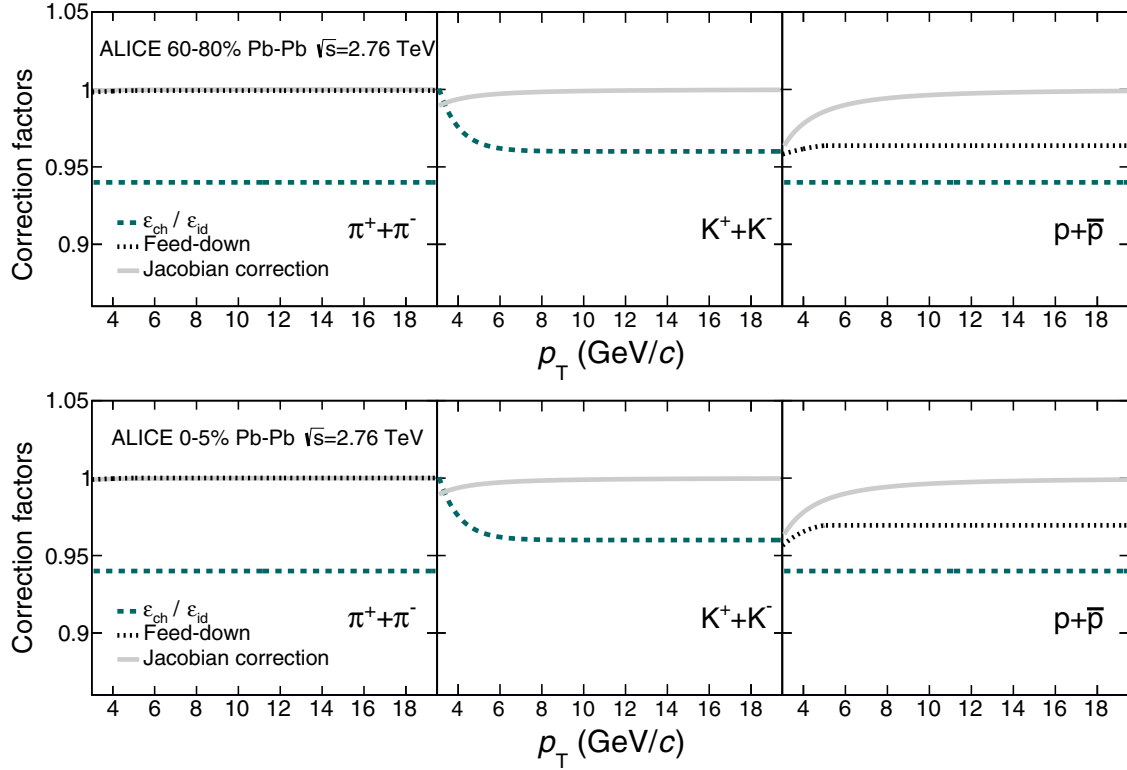 1.05
ALICE 60-80% Pb-Pb √s=2.76 TeV
1
0.95
0.9
Correction factors
ε_ch / ε_id
Feed-down
Jacobian correction
π⁺+π⁻
K⁺+K⁻
p+p̅
4 6 8 10 12 14 16 18 4 6 8 10 12 14 16 18 4 6 8 10 12 14 16 18
p_T (GeV/c)
1.05
ALICE 0-5% Pb-Pb √s=2.76 TeV
1
0.95
0.9
Correction factors
ε_ch / ε_id
Feed-down
Jacobian correction
π⁺+π⁻
K⁺+K⁻
p+p̅
4 6 8 10 12 14 16 18 4 6 8 10 12 14 16 18 4 6 8 10 12 14 16 18
p_T (GeV/c)